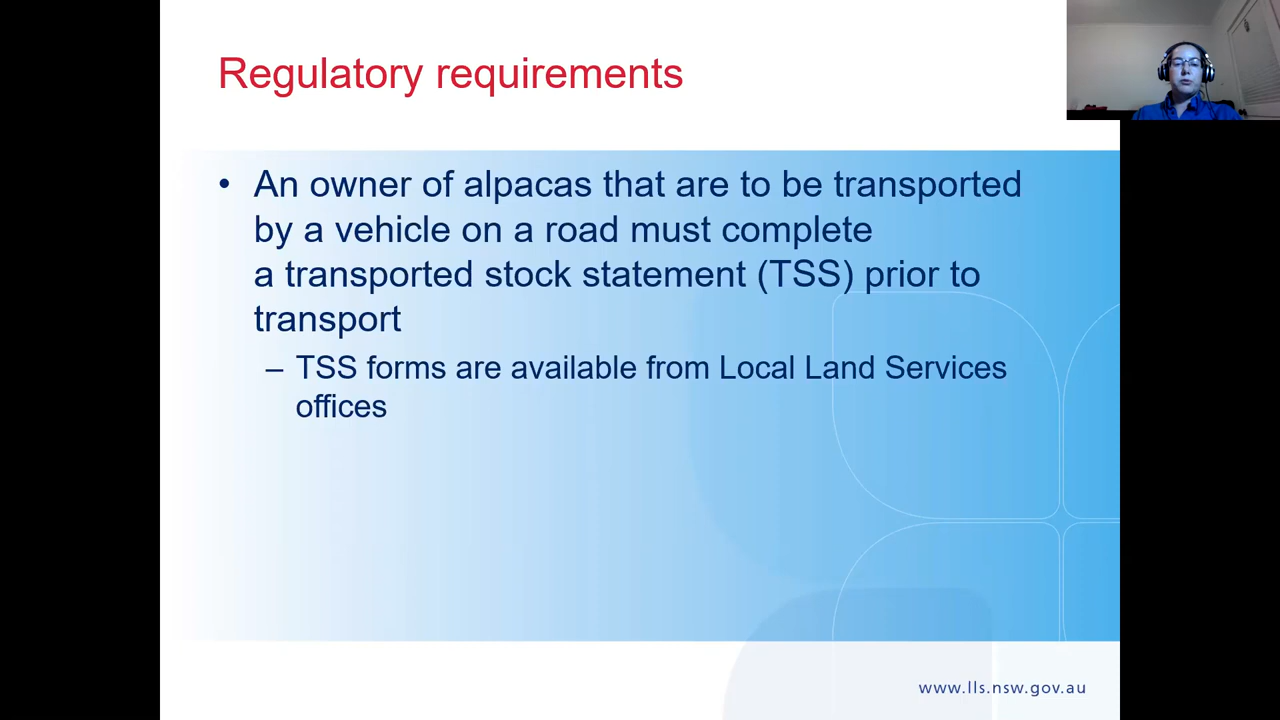 Regulatory requirements
• An owner of alpacas that are to be transported
by a vehicle on a road must complete
a transported stock statement (TSS) prior to
transport
– TSS forms are available from Local Land Services
offices
www.lls.nsw.gov.au